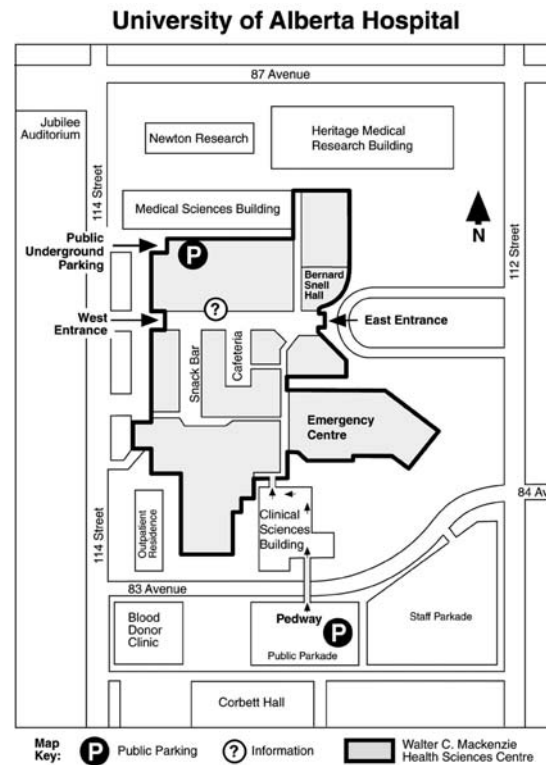 University of Alberta Hospital
87 Avenue
Jubilee
Auditorium
Newton Research
Heritage Medical
Research Building
114 Street
Medical Sciences Building
N
112 Street
Public
Underground
Parking
P
Bernard
Snell
Hall
West
Entrance
?
East Entrance
Snack Bar
Cafeteria
Emergency
Centre
84 Av
Clinical
Sciences
Building
Outpatient
Residence
114 Street
83 Avenue
Blood
Donor
Clinic
Pedway
P
Public Parkade
Staff Parkade
Corbett Hall
Map
Key:
P Public Parking
? Information
Walter C. Mackenzie
Health Sciences Centre